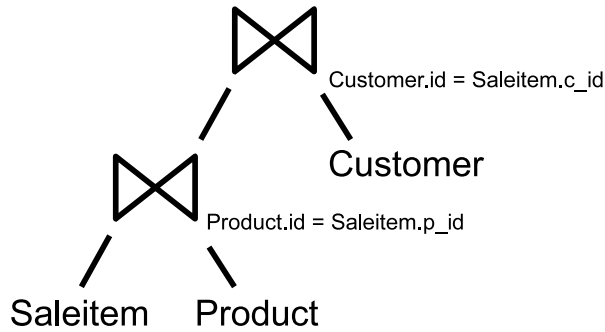 Customer.id = Saleitem.c_id
Customer
Product.id = Saleitem.p_id
Saleitem Product